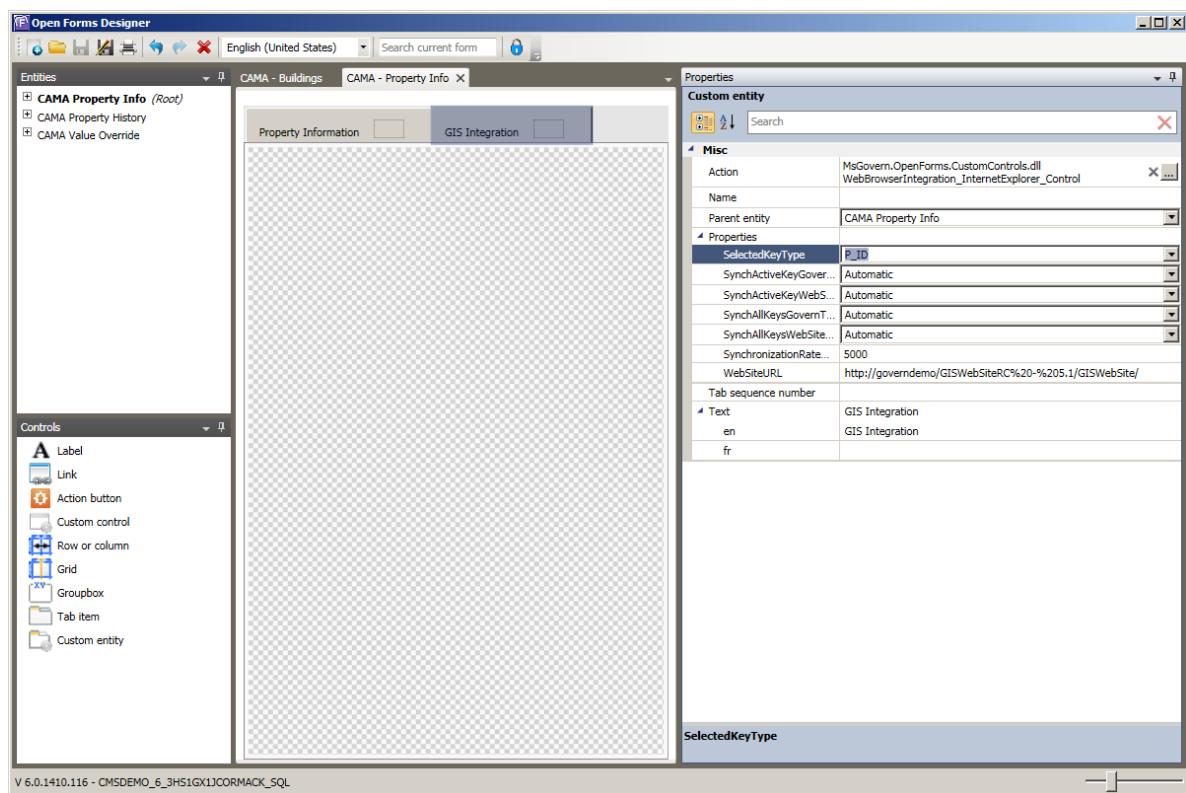 Open Forms Designer
English (United States)
Search current form
Entities
CAMA Property Info (Root)
CAMA Property History
CAMA Value Override
CAMA - Buildings
CAMA - Property Info
Property Information
GIS Integration
Controls
A Label
Link
Action button
Custom control
Row or column
Grid
XY Groupbox
Tab item
Custom entity
Properties
Custom entity
Search
Misc
Action MsGovern.OpenForms.CustomControls.dll
WebBrowserIntegration_InternetExplorer_Control
Name
Parent entity CAMA Property Info
Properties
SelectedKeyType P_ID
SynchActiveKeyGover... Automatic
SynchActiveKeyWebS... Automatic
SynchAllKeysGovernT... Automatic
SynchAllKeysWebSite... Automatic
SynchronizationRate... 5000
WebSiteURL http://governdemo/GISWebSiteRC%20-%205.1/GISWebSite/
Tab sequence number
Text GIS Integration
en GIS Integration
fr
SelectedKeyType
V 6.0.1410.116 - CMSDEMO_6_3HS1GX1JCORMACK_SQL